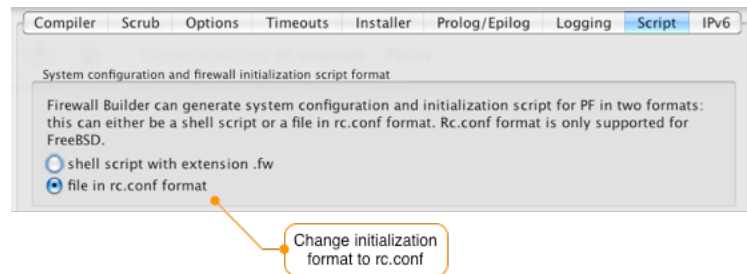 Compiler Scrub Options Timeouts Installer Prolog/Epilog Logging Script IPv6
System configuration and firewall initialization script format
Firewall Builder can generate system configuration and initialization script for PF in two formats:
this can either be a shell script or a file in rc.conf format. Rc.conf format is only supported for
FreeBSD.
shell script with extension .fw
file in rc.conf format
Change initialization
format to rc.conf